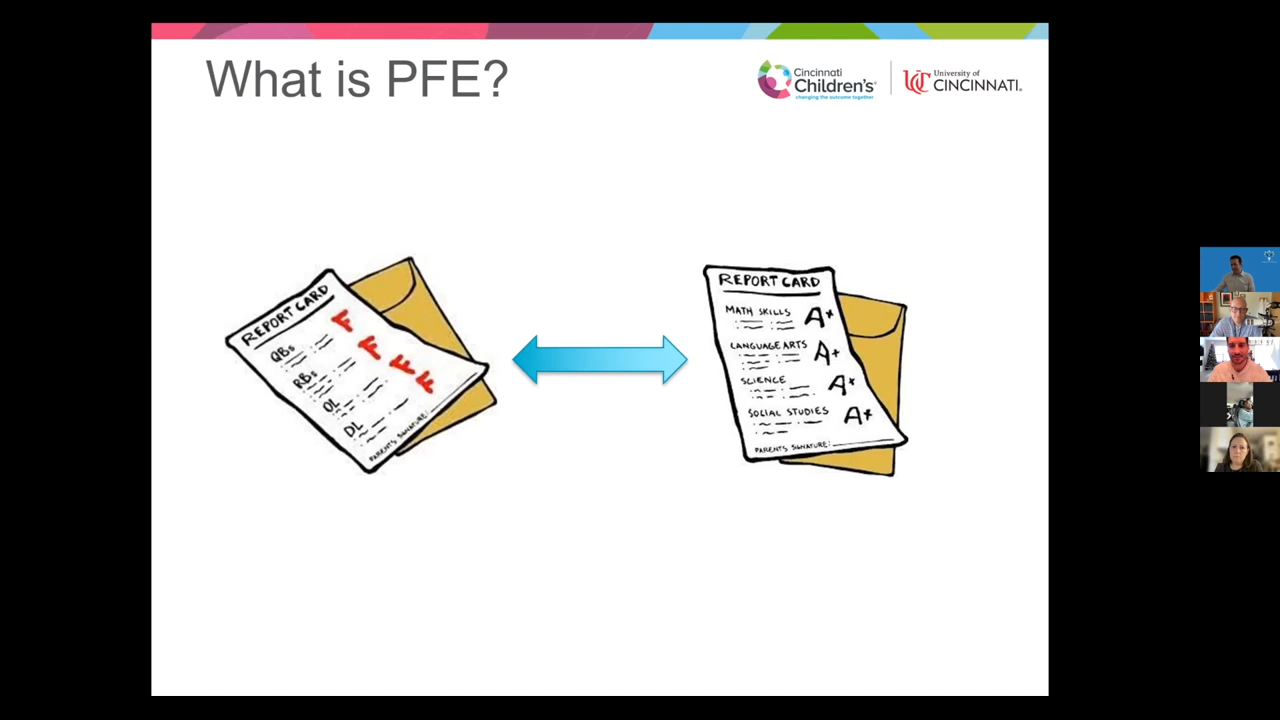 What is PFE?
Cincinnati
Children's
changing the outcome together
University of
CINCINNATI.
REPORT CARD
QBs
F
RBs
F
OL
F
DL
F
PARENTS SIGNATURE:
REPORT CARD
MATH SKILLS A+
LANGUAGE ARTS A+
SCIENCE A+
SOCIAL STUDIES A+
PARENTS SIGNATURE: